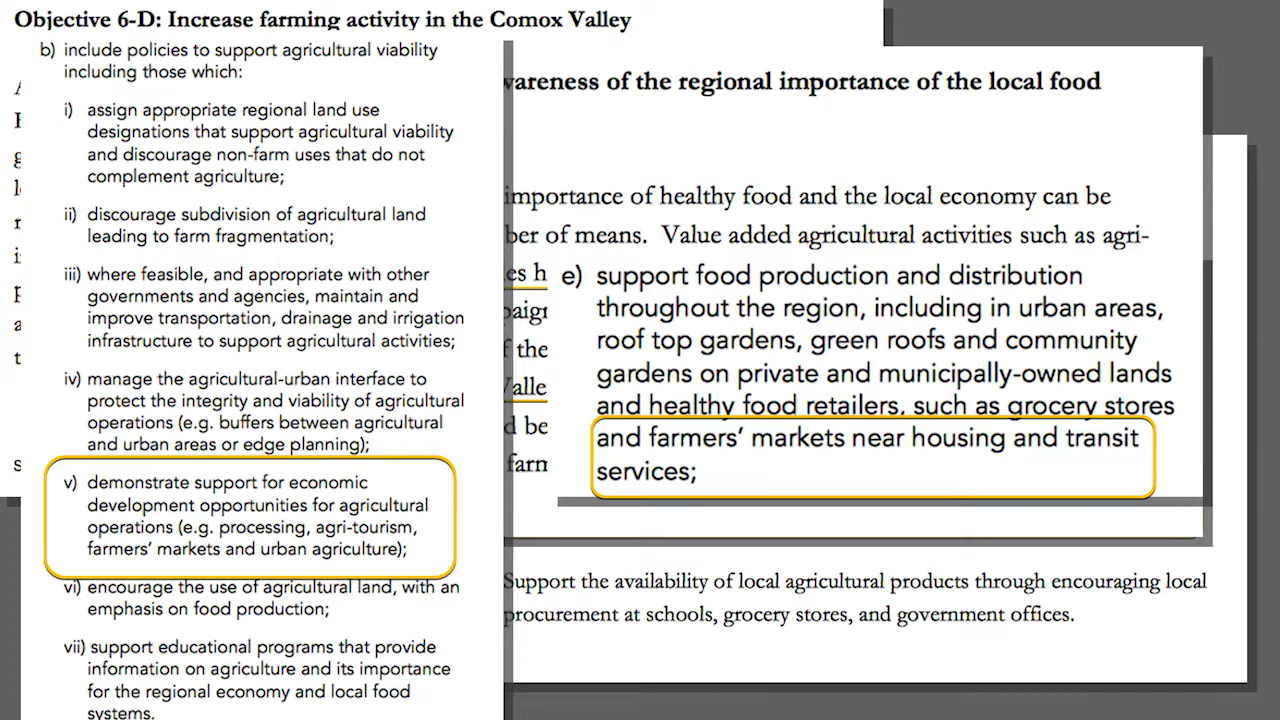 Objective 6-D: Increase farming activity in the Comox Valley
b) include policies to support agricultural viability
including those which:
i) assign appropriate regional land use
designations that support agricultural viability
and discourage non-farm uses that do not
complement agriculture;
ii) discourage subdivision of agricultural land
leading to farm fragmentation;
iii) where feasible, and appropriate with other
governments and agencies, maintain and
improve transportation, drainage and irrigation
infrastructure to support agricultural activities;
iv) manage the agricultural-urban interface to
protect the integrity and viability of agricultural
operations (e.g. buffers between agricultural
and urban areas or edge planning);
v) demonstrate support for economic
development opportunities for agricultural
operations (e.g. processing, agri-tourism,
farmers’ markets and urban agriculture);
vi) encourage the use of agricultural land, with an
emphasis on food production;
vii) support educational programs that provide
information on agriculture and its importance
for the regional economy and local food
systems.
wareness of the regional importance of the local food
importance of healthy food and the local economy can be
ber of means. Value added agricultural activities such as agri-
es h
paign
f the
Valle
d be
farm
e) support food production and distribution
throughout the region, including in urban areas,
roof top gardens, green roofs and community
gardens on private and municipally-owned lands
and healthy food retailers, such as grocery stores
and farmers’ markets near housing and transit
services;
Support the availability of local agricultural products through encouraging local
procurement at schools, grocery stores, and government offices.